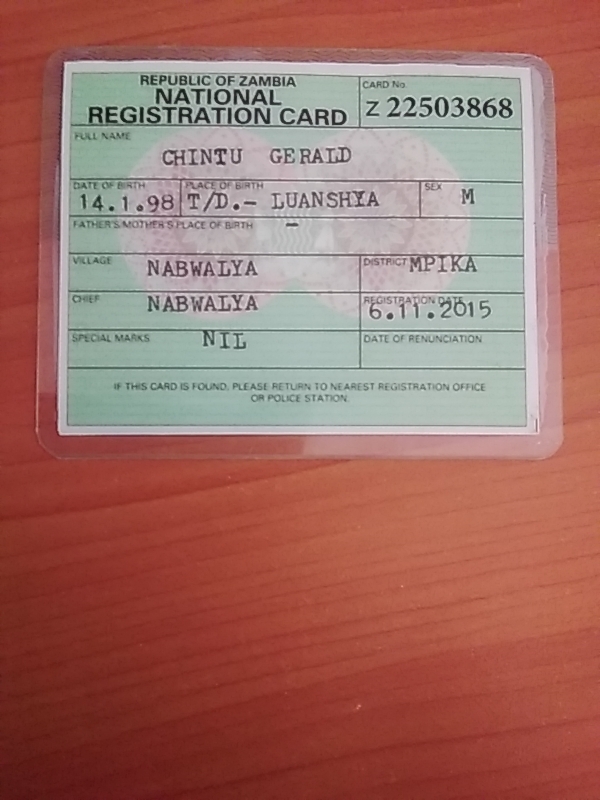 REPUBLIC OF ZAMBIA
NATIONAL
REGISTRATION CARD
CARD No.
Z 22503868
FULL NAME
CHINTU GERALD
DATE OF BIRTH
14.1.98
PLACE OF BIRTH
T/D.- LUANSHYA
SEX
M
FATHER'S/MOTHER'S PLACE OF BIRTH
-
VILLAGE
NABWALYA
DISTRICT
MPIKA
CHIEF
NABWALYA
REGISTRATION DATE
6.11.2015
SPECIAL MARKS
NIL
DATE OF RENUNCIATION
IF THIS CARD IS FOUND, PLEASE RETURN TO NEAREST REGISTRATION OFFICE
OR POLICE STATION.